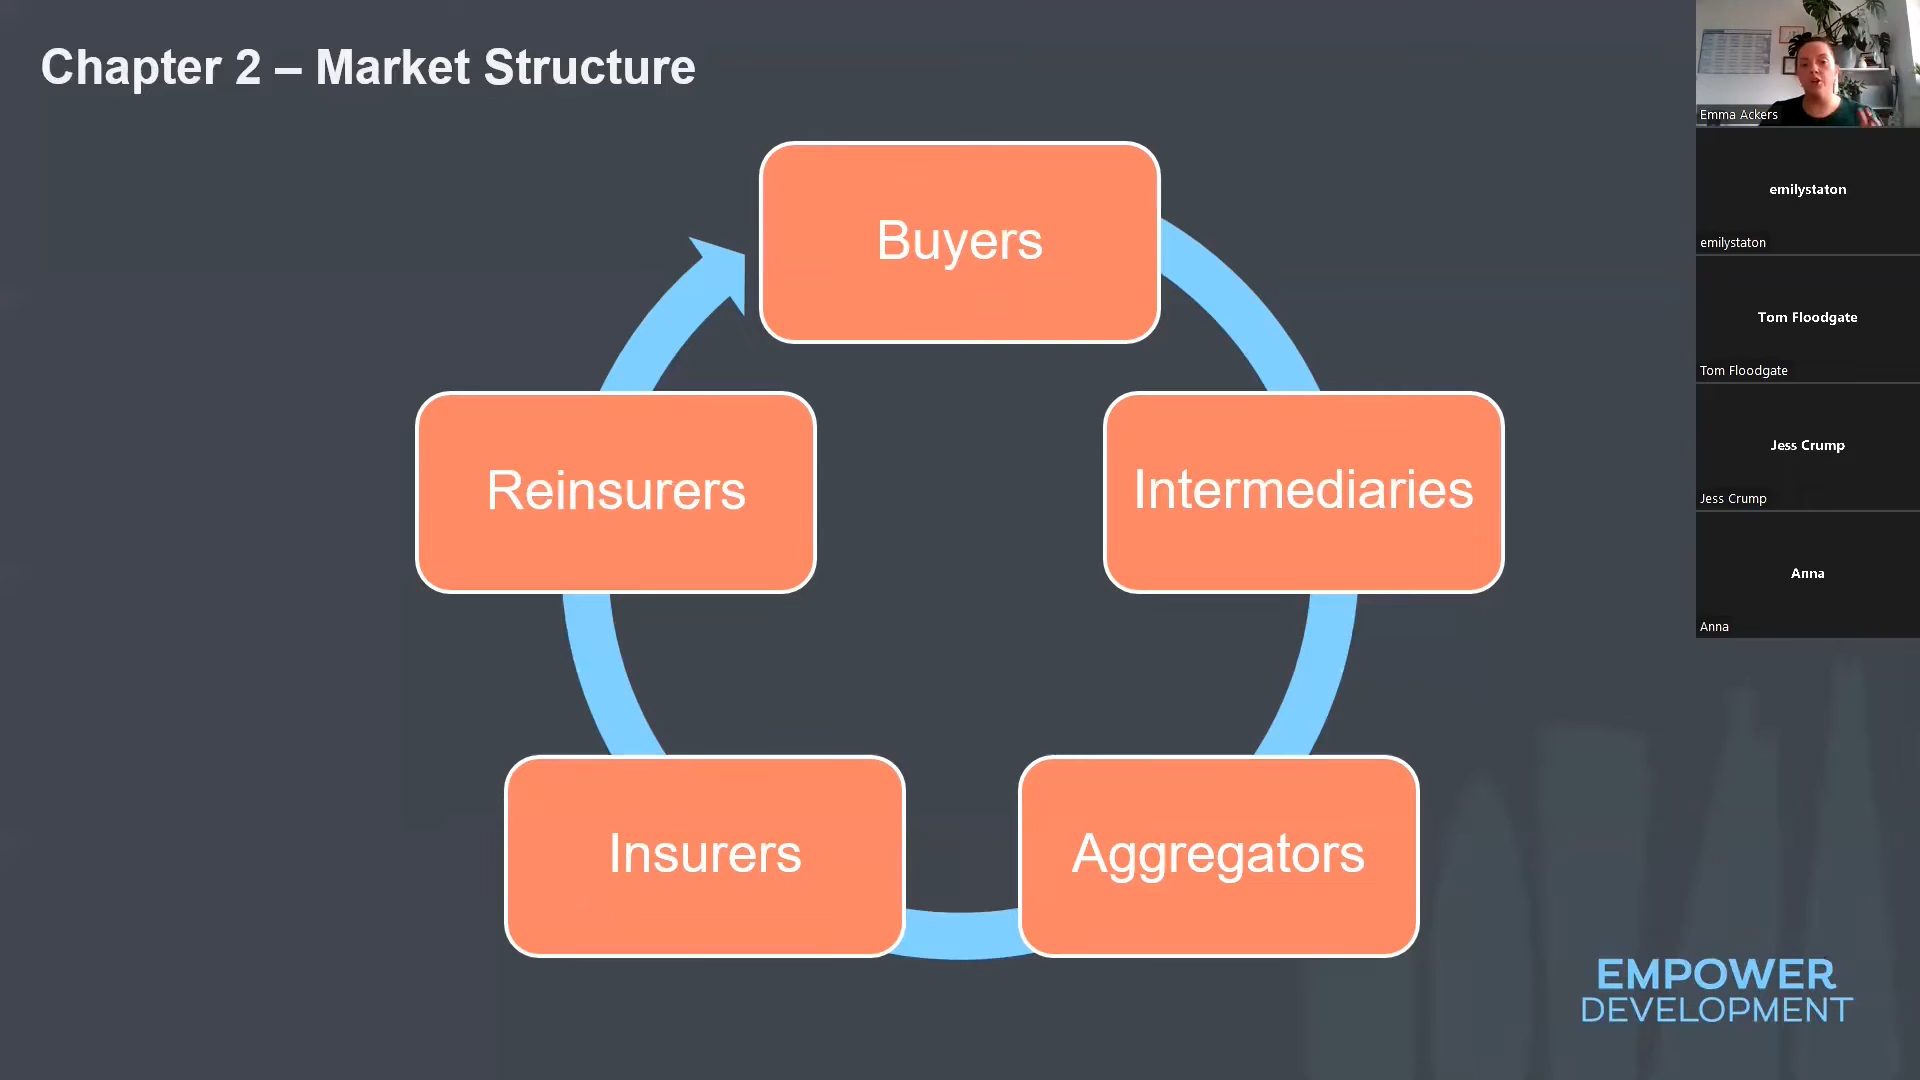 Chapter 2 – Market Structure
Buyers
Intermediaries
Aggregators
Insurers
Reinsurers
Emma Ackers
emilystaton
emilystaton
Tom Floodgate
Tom Floodgate
Jess Crump
Jess Crump
Anna
Anna
EMPOWER
DEVELOPMENT